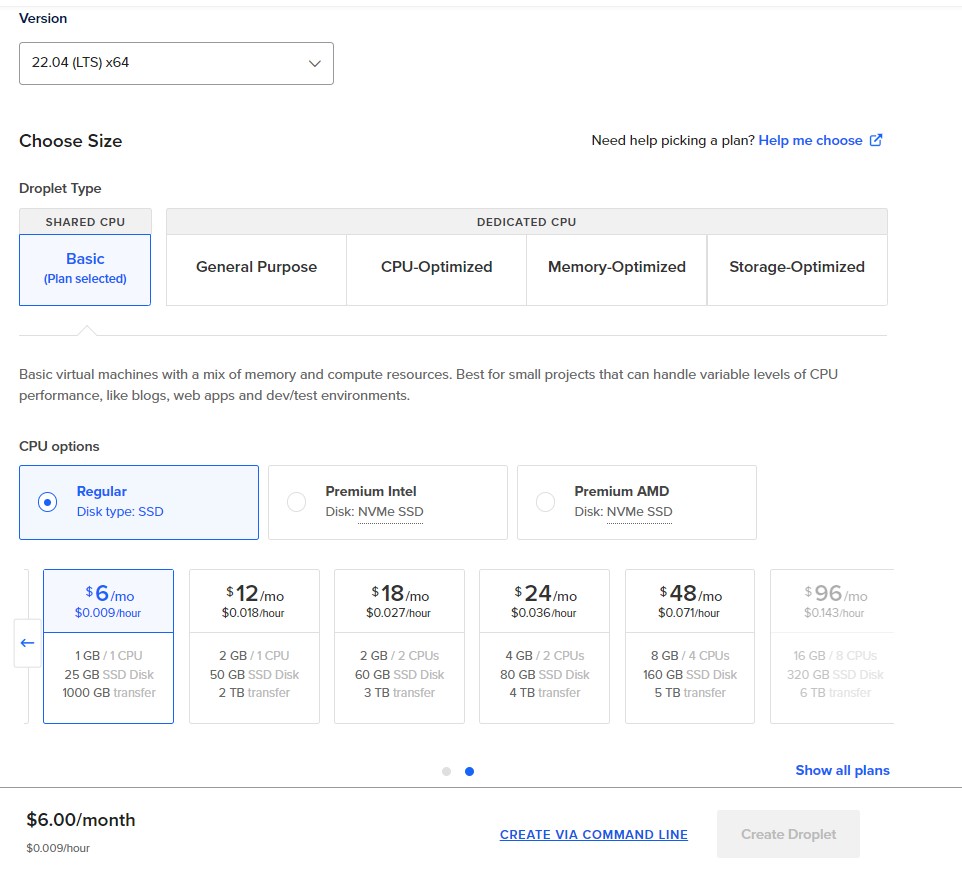 Version
22.04 (LTS) x64
Choose Size
Need help picking a plan? Help me choose
Droplet Type
SHARED CPU
DEDICATED CPU
Basic
(Plan selected)
General Purpose
CPU-Optimized
Memory-Optimized
Storage-Optimized
Basic virtual machines with a mix of memory and compute resources. Best for small projects that can handle variable levels of CPU
performance, like blogs, web apps and dev/test environments.
CPU options
Regular
Disk type: SSD
Premium Intel
Disk: NVMe SSD
Premium AMD
Disk: NVMe SSD
$6/mo
$0.009/hour
1 GB / 1 CPU
25 GB SSD Disk
1000 GB transfer
$12/mo
$0.018/hour
2 GB / 1 CPU
50 GB SSD Disk
2 TB transfer
$18/mo
$0.027/hour
2 GB / 2 CPUs
60 GB SSD Disk
3 TB transfer
$24/mo
$0.036/hour
4 GB / 2 CPUs
80 GB SSD Disk
4 TB transfer
$48/mo
$0.071/hour
8 GB / 4 CPUs
160 GB SSD Disk
5 TB transfer
$96/mo
$0.143/hour
16 GB / 8 CPUs
320 GB SSD Disk
6 TB transfer
Show all plans
$6.00/month
$0.009/hour
CREATE VIA COMMAND LINE
Create Droplet